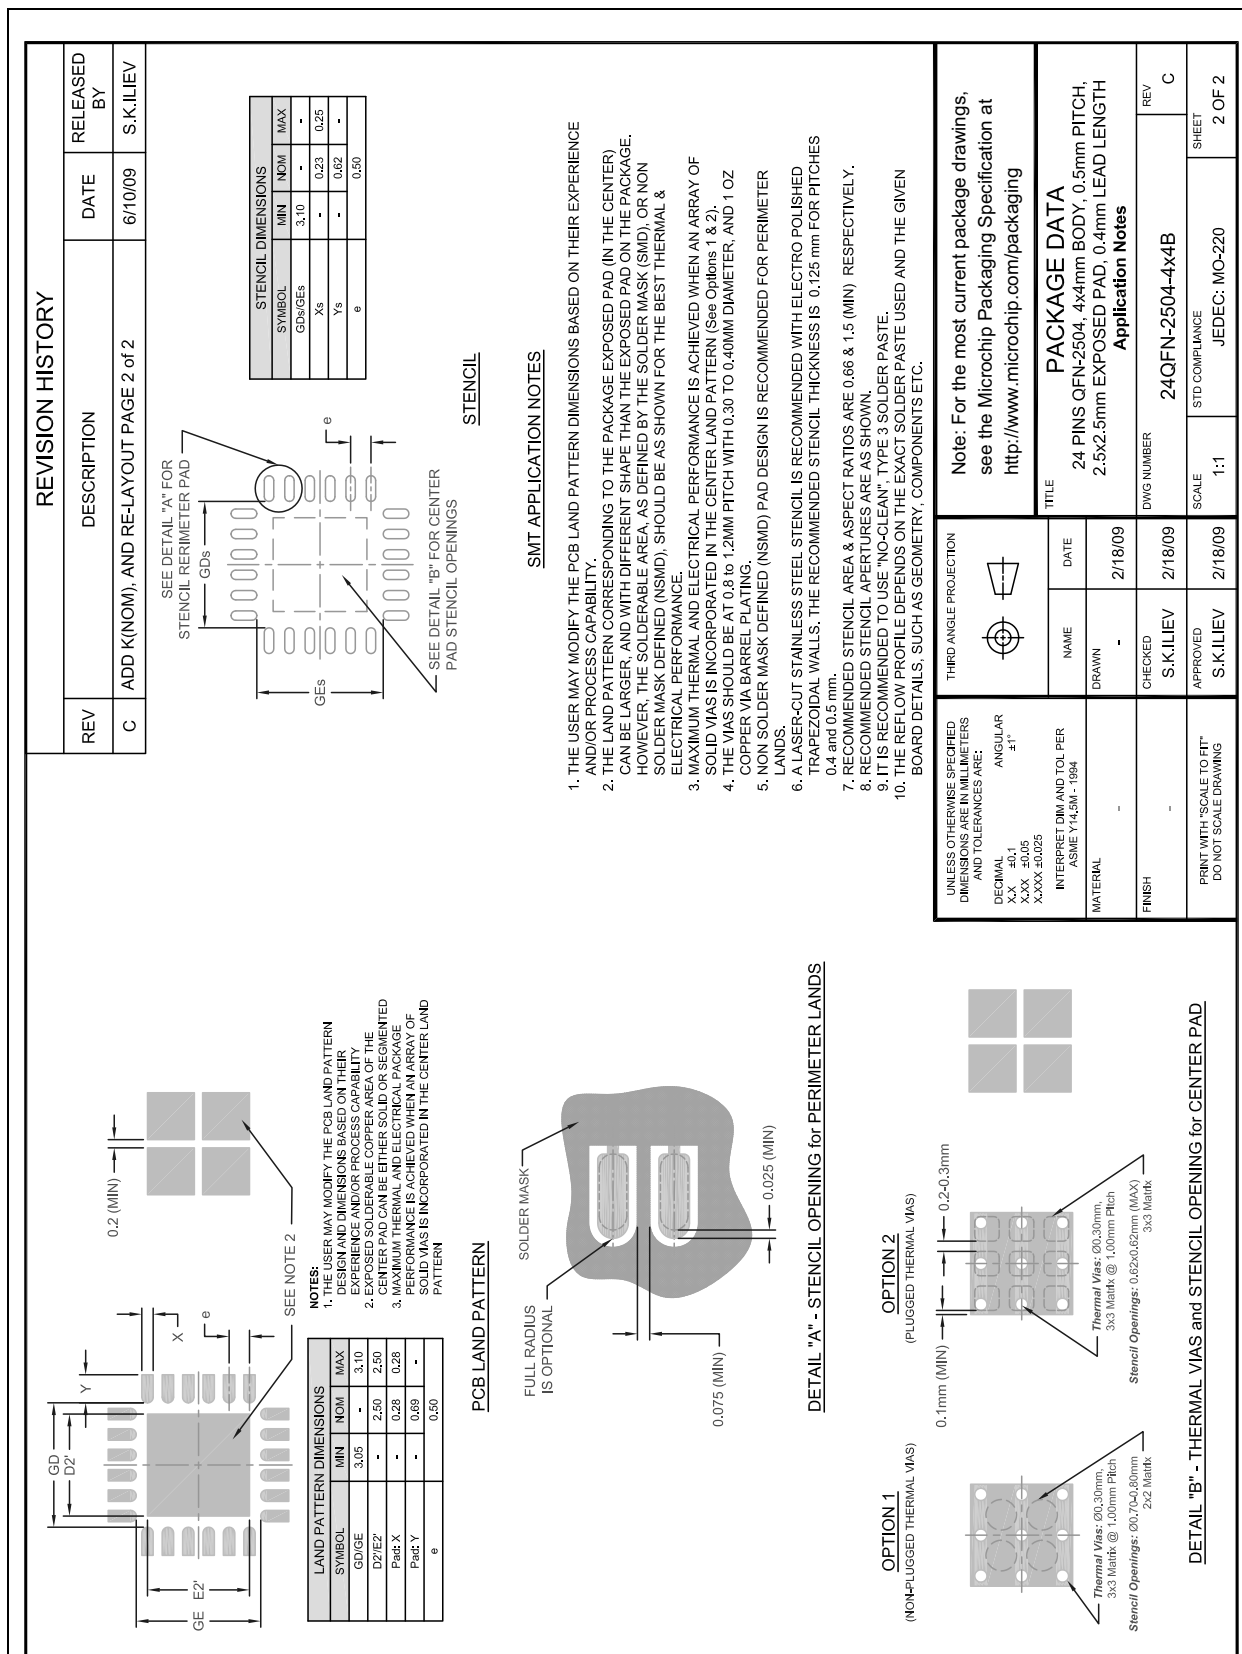 REVISION HISTORY
REV DESCRIPTION DATE RELEASED BY
C ADD K(NOM), AND RE-LAYOUT PAGE 2 of 2 6/10/09 S.K.ILIEV
GD
D2'
GE
E2'
Y
X
e
0.2 (MIN)
SEE NOTE 2
LAND PATTERN DIMENSIONS
SYMBOL MIN NOM MAX
GD/GE 3.05 - 3.10
D2'/E2' - 2.50 2.50
Pad: X - 0.28 0.28
Pad: Y - 0.69 -
e 0.50
NOTES:
1. THE USER MAY MODIFY THE PCB LAND PATTERN
DESIGN AND DIMENSIONS BASED ON THEIR
EXPERIENCE AND/OR PROCESS CAPABILITY
2. EXPOSED SOLDERABLE COPPER AREA OF THE
CENTER PAD CAN BE EITHER SOLID OR SEGMENTED
3. MAXIMUM THERMAL AND ELECTRICAL PACKAGE
PERFORMANCE IS ACHIEVED WHEN AN ARRAY OF
SOLID VIAS IS INCORPORATED IN THE CENTER LAND
PATTERN
PCB LAND PATTERN
SEE DETAIL "A" FOR
STENCIL RERIMETER PAD
GDs
GEs
e
SEE DETAIL "B" FOR CENTER
PAD STENCIL OPENINGS
STENCIL DIMENSIONS
SYMBOL MIN NOM MAX
GDs/GEs 3.10 - -
Xs - 0.23 0.25
Ys - 0.62 -
e 0.50
STENCIL
FULL RADIUS
IS OPTIONAL
SOLDER MASK
0.075 (MIN)
0.025 (MIN)
DETAIL "A" - STENCIL OPENING for PERIMETER LANDS
SMT APPLICATION NOTES
1. THE USER MAY MODIFY THE PCB LAND PATTERN DIMENSIONS BASED ON THEIR EXPERIENCE
AND/OR PROCESS CAPABILITY.
2. THE LAND PATTERN CORRESPONDING TO THE PACKAGE EXPOSED PAD (IN THE CENTER)
CAN BE LARGER, AND WITH DIFFERENT SHAPE THAN THE EXPOSED PAD ON THE PACKAGE.
HOWEVER, THE SOLDERABLE AREA, AS DEFINED BY THE SOLDER MASK (SMD), OR NON
SOLDER MASK DEFINED (NSMD), SHOULD BE AS SHOWN FOR THE BEST THERMAL &
ELECTRICAL PERFORMANCE.
3. MAXIMUM THERMAL AND ELECTRICAL PERFORMANCE IS ACHIEVED WHEN AN ARRAY OF
SOLID VIAS IS INCORPORATED IN THE CENTER LAND PATTERN (See Options 1 & 2).
4. THE VIAS SHOULD BE AT 0.8 to 1.2MM PITCH WITH 0.30 TO 0.40MM DIAMETER, AND 1 OZ
COPPER VIA BARREL PLATING.
5. NON SOLDER MASK DEFINED (NSMD) PAD DESIGN IS RECOMMENDED FOR PERIMETER
LANDS.
6. A LASER-CUT STAINLESS STEEL STENCIL IS RECOMMENDED WITH ELECTRO POLISHED
TRAPEZOIDAL WALLS. THE RECOMMENDED STENCIL THICKNESS IS 0.125 mm FOR PITCHES
0.4 and 0.5 mm.
7. RECOMMENDED STENCIL AREA & ASPECT RATIOS ARE 0.66 & 1.5 (MIN) RESPECTIVELY.
8. RECOMMENDED STENCIL APERTURES ARE AS SHOWN.
9. IT IS RECOMMENDED TO USE "NO-CLEAN", TYPE 3 SOLDER PASTE.
10. THE REFLOW PROFILE DEPENDS ON THE EXACT SOLDER PASTE USED AND THE GIVEN
BOARD DETAILS, SUCH AS GEOMETRY, COMPONENTS ETC.
OPTION 1
(NON-PLUGGED THERMAL VIAS)
Thermal Vias: Ø0.30mm,
3x3 Matrix @ 1.00mm Pitch
Stencil Openings: Ø0.70-0.80mm
2x2 Matrix
OPTION 2
(PLUGGED THERMAL VIAS)
0.1mm (MIN)
0.2-0.3mm
Thermal Vias: Ø0.30mm,
3x3 Matrix @ 1.00mm Pitch
Stencil Openings: 0.62x0.62mm (MAX)
3x3 Matrix
DETAIL "B" - THERMAL VIAS and STENCIL OPENING for CENTER PAD
UNLESS OTHERWISE SPECIFIED
DIMENSIONS ARE IN MILLIMETERS
AND TOLERANCES ARE:
DECIMAL ANGULAR
X.X ±0.1 ±1°
X.XX ±0.05
X.XXX ±0.025
INTERPRET DIM AND TOL PER
ASME Y14.5M - 1994
MATERIAL
-
FINISH
-
PRINT WITH "SCALE TO FIT"
DO NOT SCALE DRAWING
THIRD ANGLE PROJECTION
NAME DATE
DRAWN
- 2/18/09
CHECKED
S.K.ILIEV 2/18/09
APPROVED
S.K.ILIEV 2/18/09
Note: For the most current package drawings,
see the Microchip Packaging Specification at
http://www.microchip.com/packaging
TITLE
PACKAGE DATA
24 PINS QFN-2504, 4x4mm BODY, 0.5mm PITCH,
2.5x2.5mm EXPOSED PAD, 0.4mm LEAD LENGTH
Application Notes
DWG NUMBER
24QFN-2504-4x4B
REV
C
SCALE
1:1
STD COMPLIANCE
JEDEC: MO-220
SHEET
2 OF 2